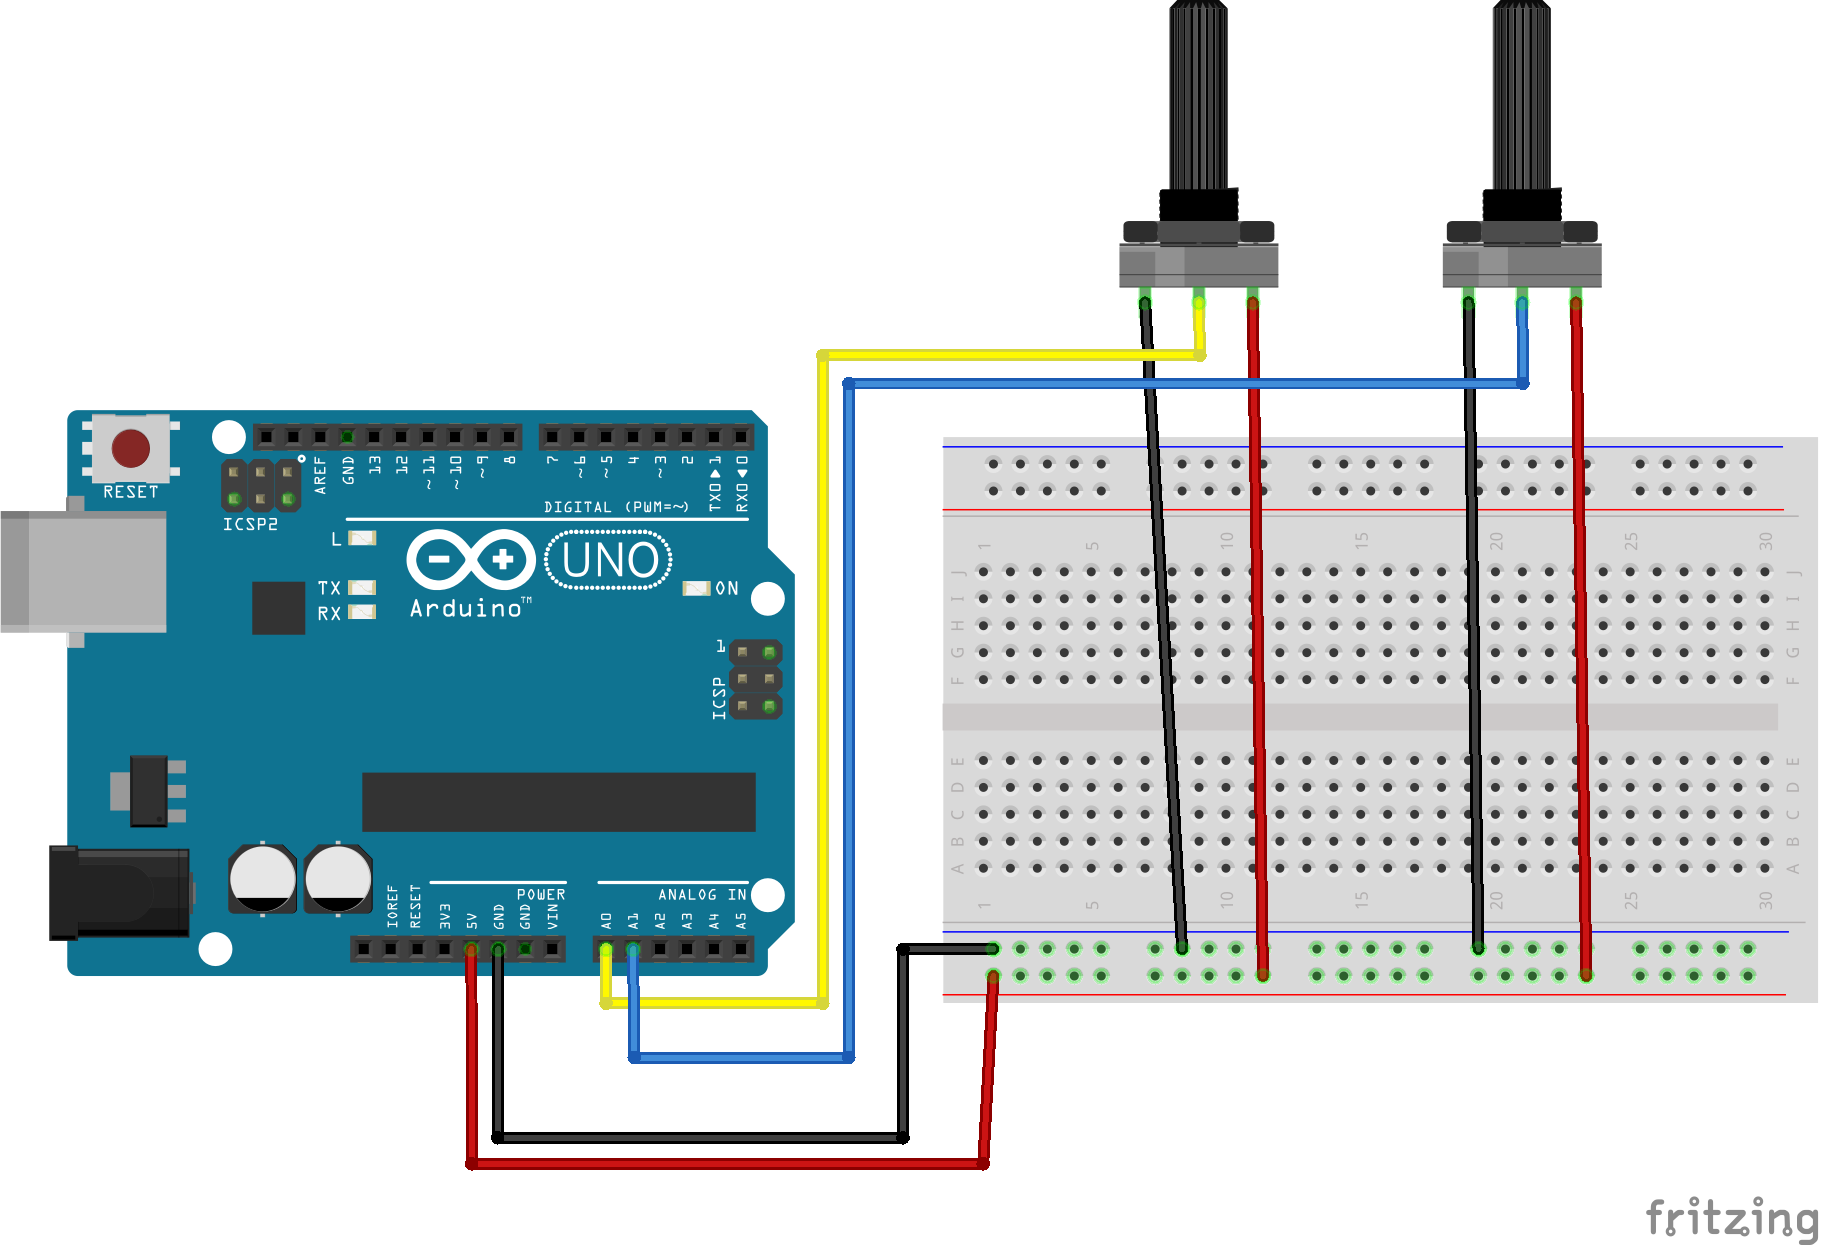 RESET
ICSP2
AREF
GND
13
12
~11
~10
~9
8
7
~6
~5
4
~3
2
TX0▶1
RX0◀0
DIGITAL (PWM=~)
L
TX
RX
UNO
ON
Arduino™
1
ICSP
POWER
ANALOG IN
IOREF
RESET
3V3
5V
GND
GND
VIN
A0
A1
A2
A3
A4
A5
1 5 10 15 20 25 30
J J
I I
H H
G G
F F
E E
D D
C C
B B
A A
1 5 10 15 20 25 30
fritzing